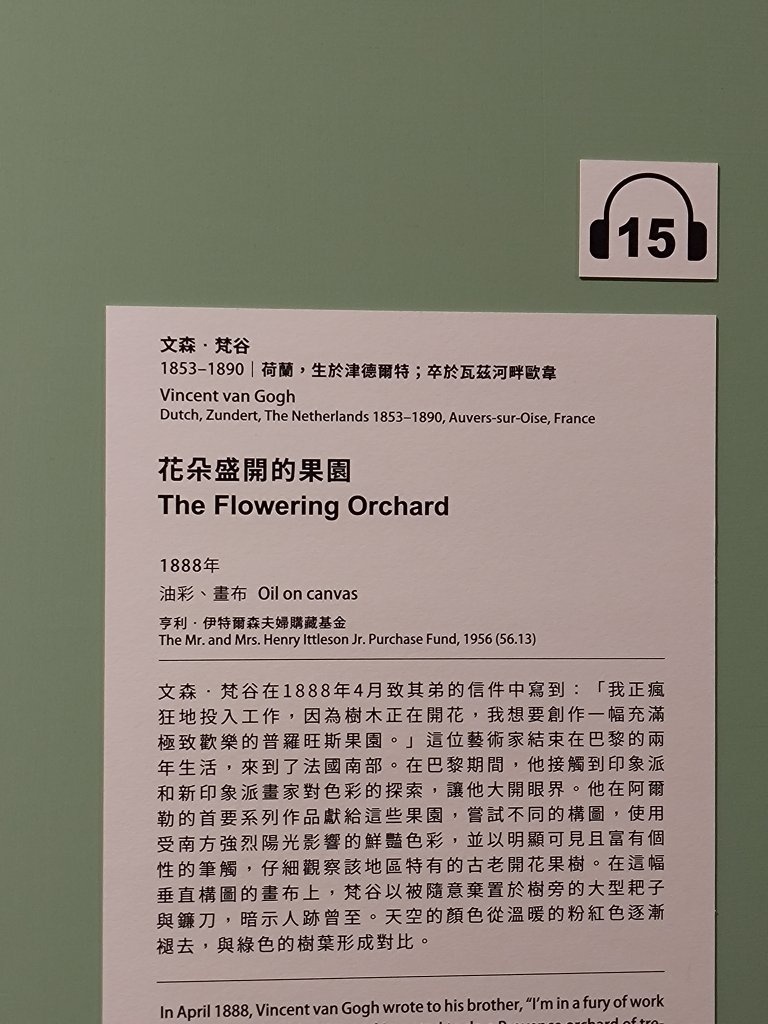 15
文森．梵谷
1853–1890｜荷蘭，生於津德爾特；卒於瓦茲河畔歐韋
Vincent van Gogh
Dutch, Zundert, The Netherlands 1853–1890, Auvers-sur-Oise, France
花朵盛開的果園
The Flowering Orchard
1888年
油彩、畫布 Oil on canvas
亨利．伊特爾森夫婦購藏基金
The Mr. and Mrs. Henry Ittleson Jr. Purchase Fund, 1956 (56.13)
文森．梵谷在1888年4月致其弟的信件中寫到：「我正瘋
狂地投入工作，因為樹木正在開花，我想要創作一幅充滿
極致歡樂的普羅旺斯果園。」這位藝術家結束在巴黎的兩
年生活，來到了法國南部。在巴黎期間，他接觸到印象派
和新印象派畫家對色彩的探索，讓他大開眼界。他在阿爾
勒的首要系列作品獻給這些果園，嘗試不同的構圖，使用
受南方強烈陽光影響的鮮豔色彩，並以明顯可見且富有個
性的筆觸，仔細觀察該地區特有的古老開花果樹。在這幅
垂直構圖的畫布上，梵谷以被隨意棄置於樹旁的大型耙子
與鐮刀，暗示人跡曾至。天空的顏色從溫暖的粉紅色逐漸
褪去，與綠色的樹葉形成對比。
In April 1888, Vincent van Gogh wrote to his brother, “I’m in a fury of work
orchard of tre-